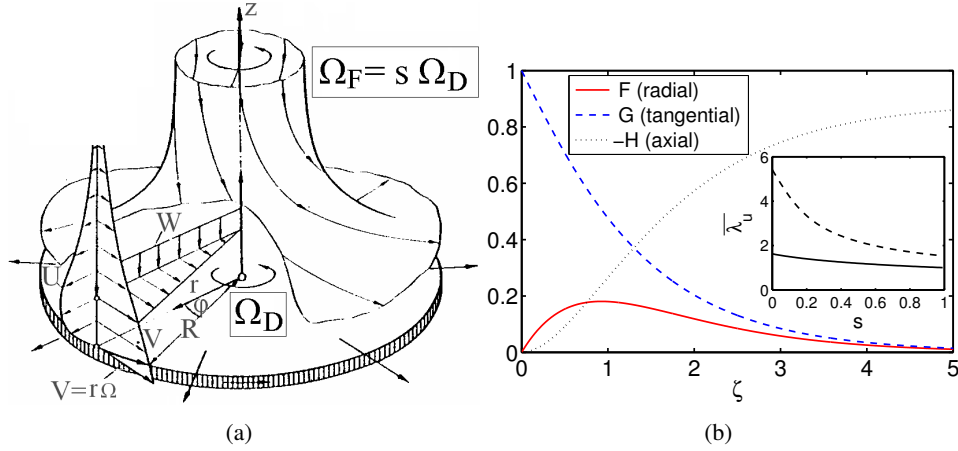 z
Ω_F = s Ω_D
W
U
r
φ
Ω_D
R
V
V=rΩ
(a)
1
0.8
0.6
0.4
0.2
0
0 1 2 3 4 5
ζ
F (radial)
G (tangential)
−H (axial)
6
4
2
0
0 0.2 0.4 0.6 0.8 1
s
λ̅_u
(b)